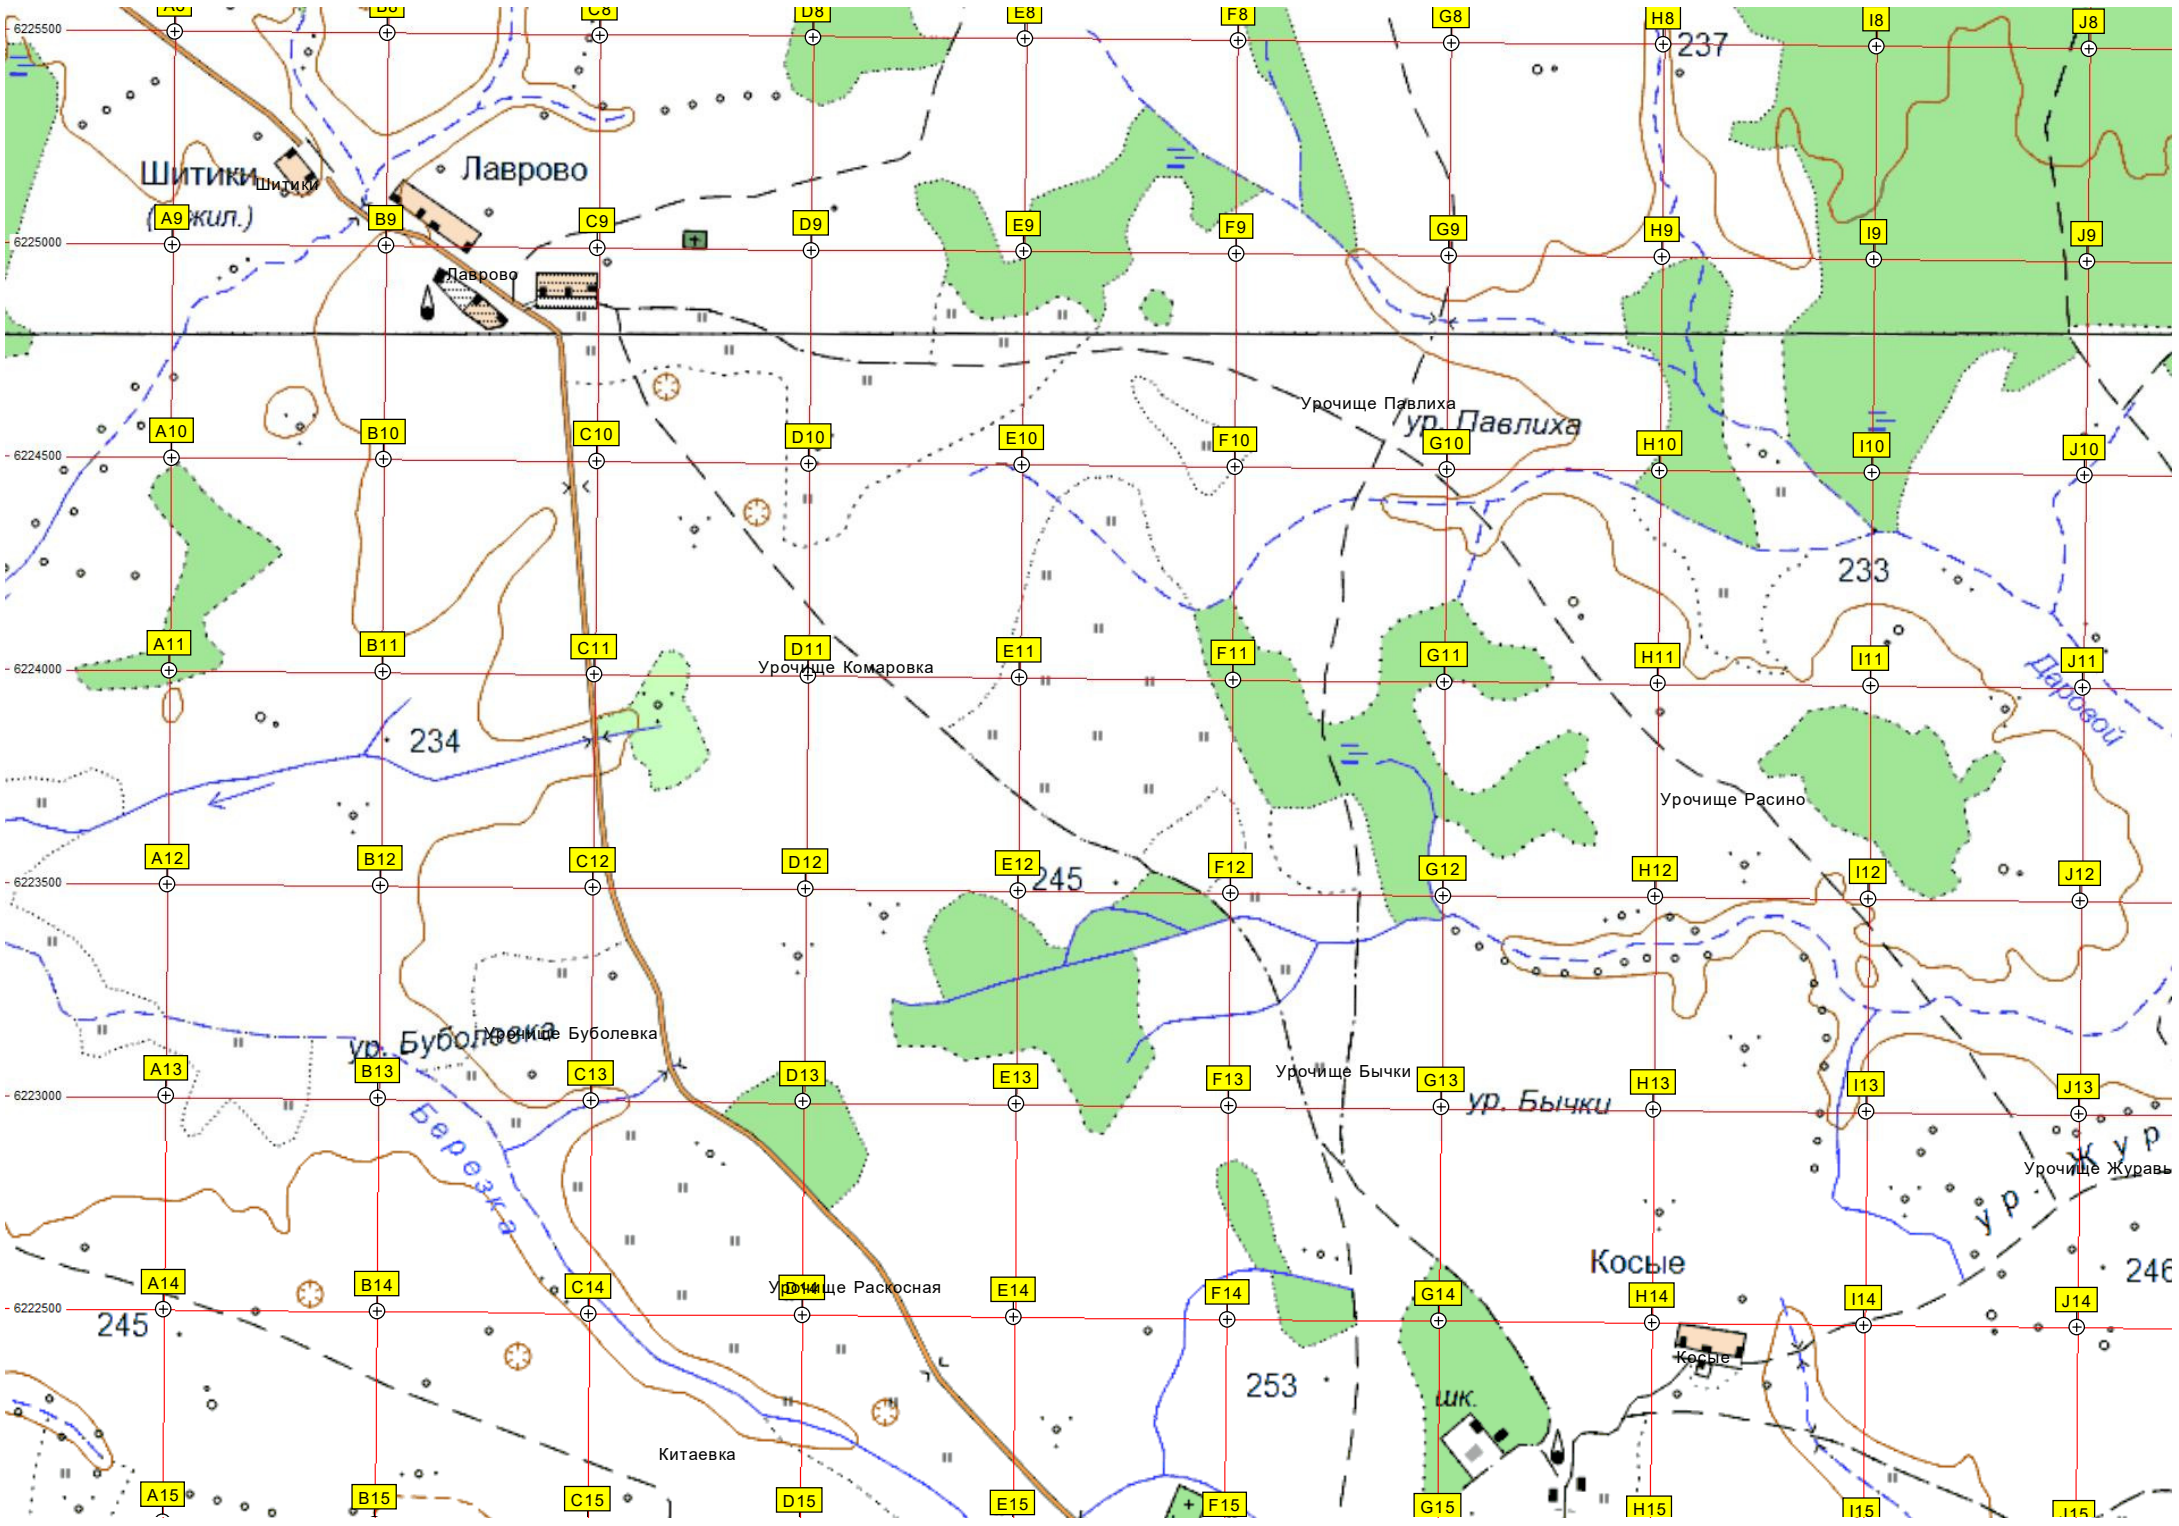 A8 B8 C8 D8 E8 F8 G8 H8 I8 J8
6225500
237
Шитики
Шитики
Лаврово
A9 B9 C9 D9 E9 F9 G9 H9 I9 J9
6225000
Лаврово
Урочище Павлиха
ур. Павлиха
A10 B10 C10 D10 E10 F10 G10 H10 I10 J10
6224500
233
A11 B11 C11 D11 E11 F11 G11 H11 I11 J11
6224000
Урочище Комаровка
Даровой
234
Урочище Расино
A12 B12 C12 D12 E12 F12 G12 H12 I12 J12
6223500
245
ур. Буболевка
Урочище Буболевка
Урочище Бычки
A13 B13 C13 D13 E13 F13 G13 H13 I13 J13
6223000
ур. Бычки
Березка
ур. Жур
Урочище Журавь
Косые
246
A14 B14 C14 D14 E14 F14 G14 H14 I14 J14
Урочище Раскосная
6222500
245
Косые
253
шк.
Китаевка
A15 B15 C15 D15 E15 F15 G15 H15 I15 J15